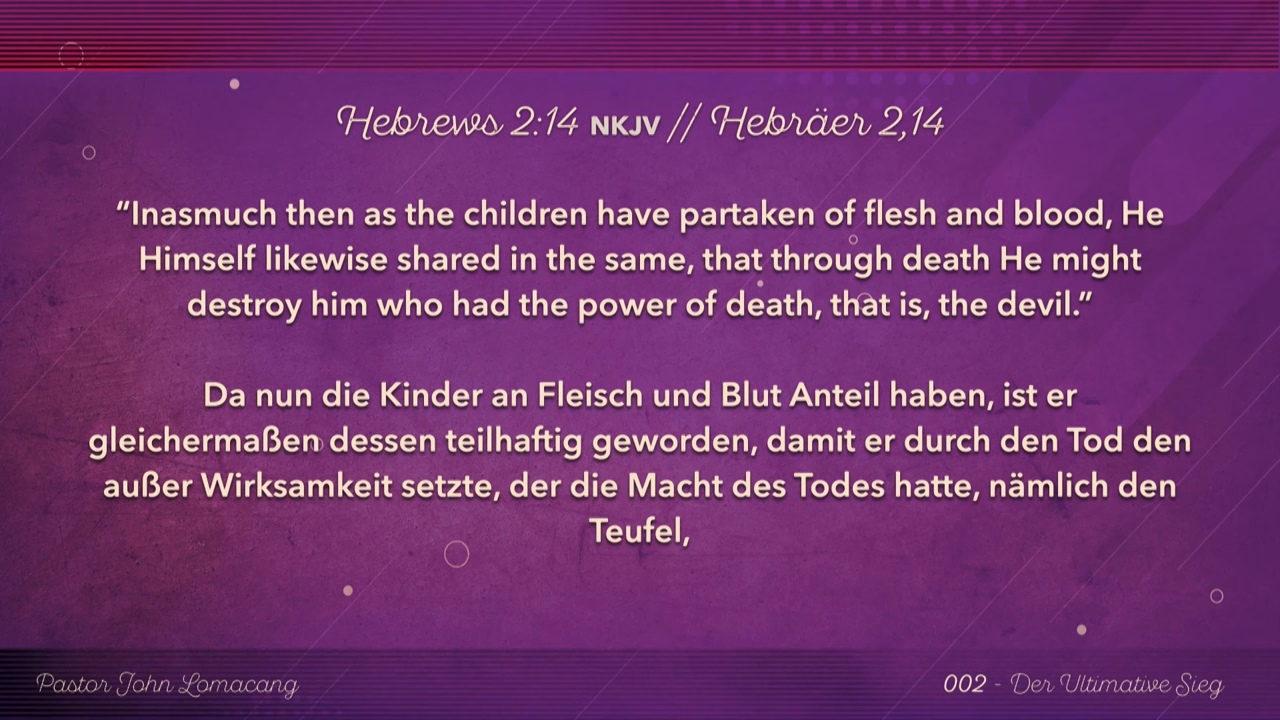 Hebrews 2:14 NKJV // Hebräer 2,14
“Inasmuch then as the children have partaken of flesh and blood, He
Himself likewise shared in the same, that through death He might
destroy him who had the power of death, that is, the devil.”
Da nun die Kinder an Fleisch und Blut Anteil haben, ist er
gleichermaßen dessen teilhaftig geworden, damit er durch den Tod den
außer Wirksamkeit setzte, der die Macht des Todes hatte, nämlich den
Teufel,
Pastor John Lomacang
002 - Der Ultimative Sieg